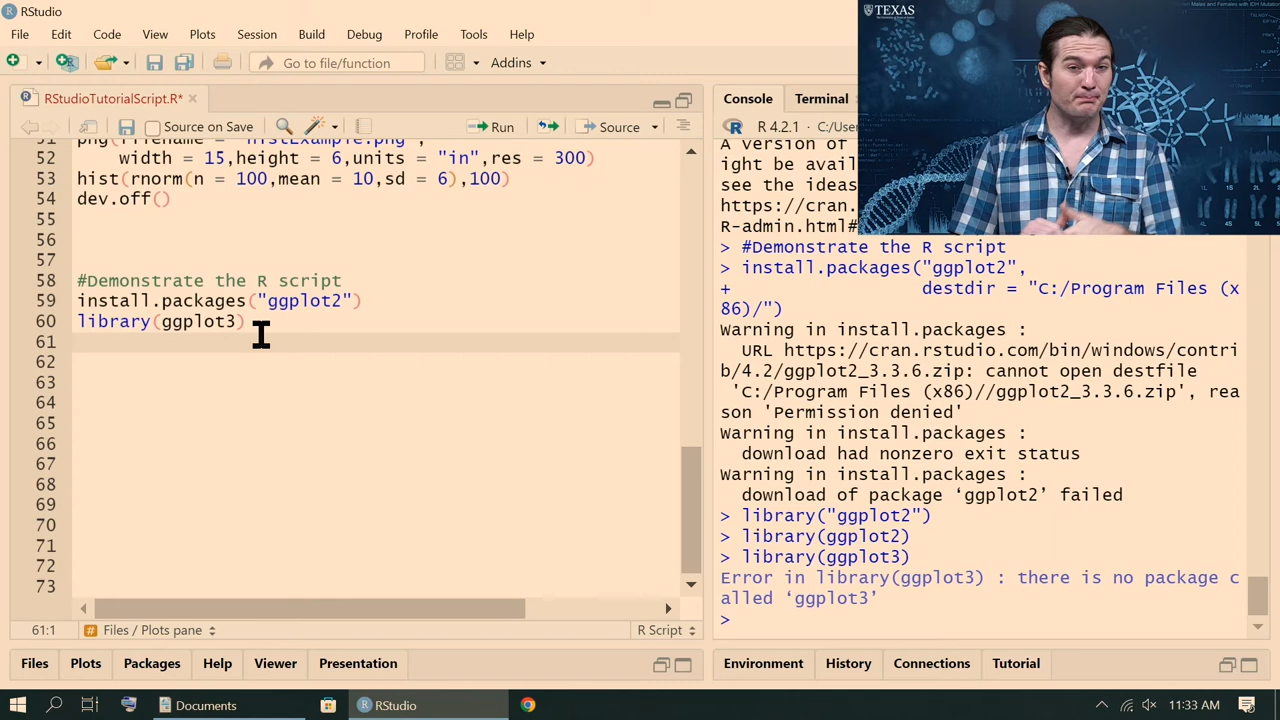 RStudio
File Edit Code View Plots Session Build Debug Profile Tools Help
Go to file/function Addins
RStudioTutorialScript.R*
Source on Save Run Source
52 width = 15,height = 6,units = "in",res = 300)
53 hist(rnorm(n = 100,mean = 10,sd = 6),100)
54 dev.off()
55
56
57
58 #Demonstrate the R script
59 install.packages("ggplot2")
60 library(ggplot3)
61
62
63
64
65
66
67
68
69
70
71
72
73
61:1 # Files / Plots pane R Script
Files Plots Packages Help Viewer Presentation
TEXAS
Console Terminal
R 4.2.1 · C:/User
A version of
ight be avail
see the ideas
https://cran.
R-admin.html#
> #Demonstrate the R script
> install.packages("ggplot2",
+ destdir = "C:/Program Files (x
86)/")
Warning in install.packages :
URL https://cran.rstudio.com/bin/windows/contri
b/4.2/ggplot2_3.3.6.zip: cannot open destfile
'C:/Program Files (x86)//ggplot2_3.3.6.zip', rea
son 'Permission denied'
Warning in install.packages :
download had nonzero exit status
Warning in install.packages :
download of package ‘ggplot2’ failed
> library("ggplot2")
> library(ggplot2)
> library(ggplot3)
Error in library(ggplot3) : there is no package c
alled ‘ggplot3’
>
Environment History Connections Tutorial
Documents RStudio 11:33 AM